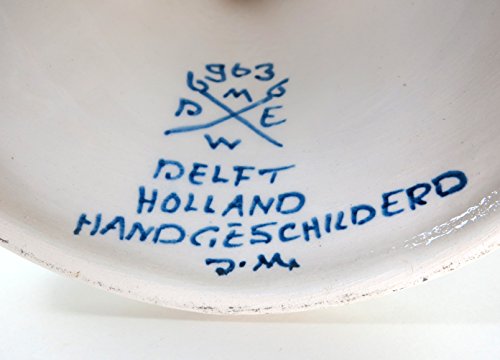 963
M
D E
W
DELFT
HOLLAND
HANDGESCHILDERD
J.M.